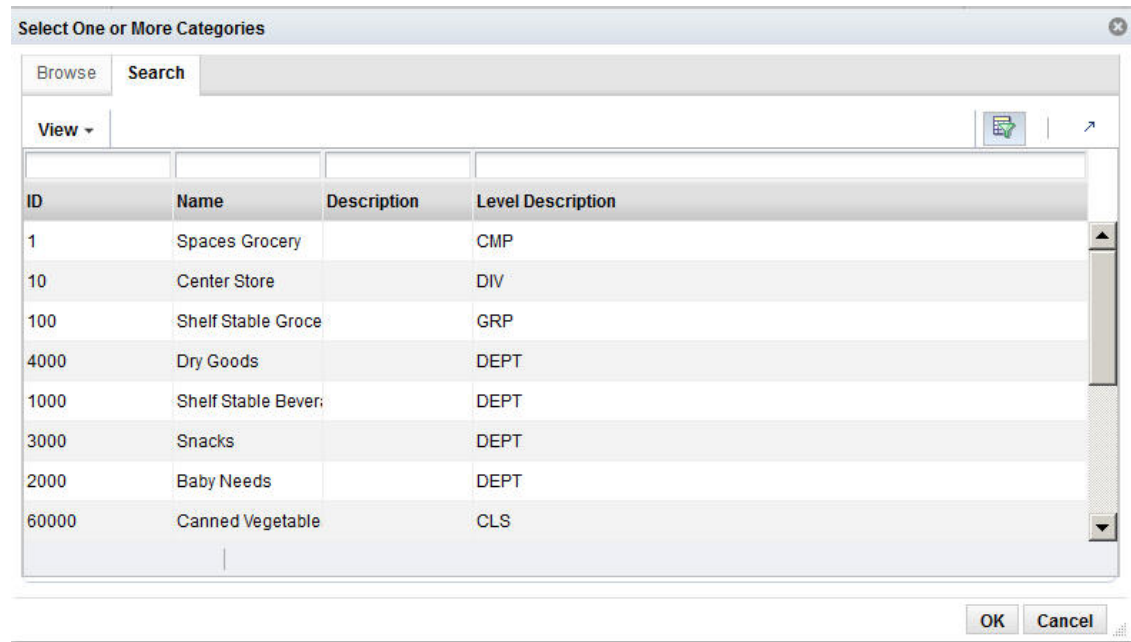 Select One or More Categories
Browse Search
View
ID Name Description Level Description
1 Spaces Grocery CMP
10 Center Store DIV
100 Shelf Stable Groce GRP
4000 Dry Goods DEPT
1000 Shelf Stable Bever DEPT
3000 Snacks DEPT
2000 Baby Needs DEPT
60000 Canned Vegetable CLS
OK Cancel